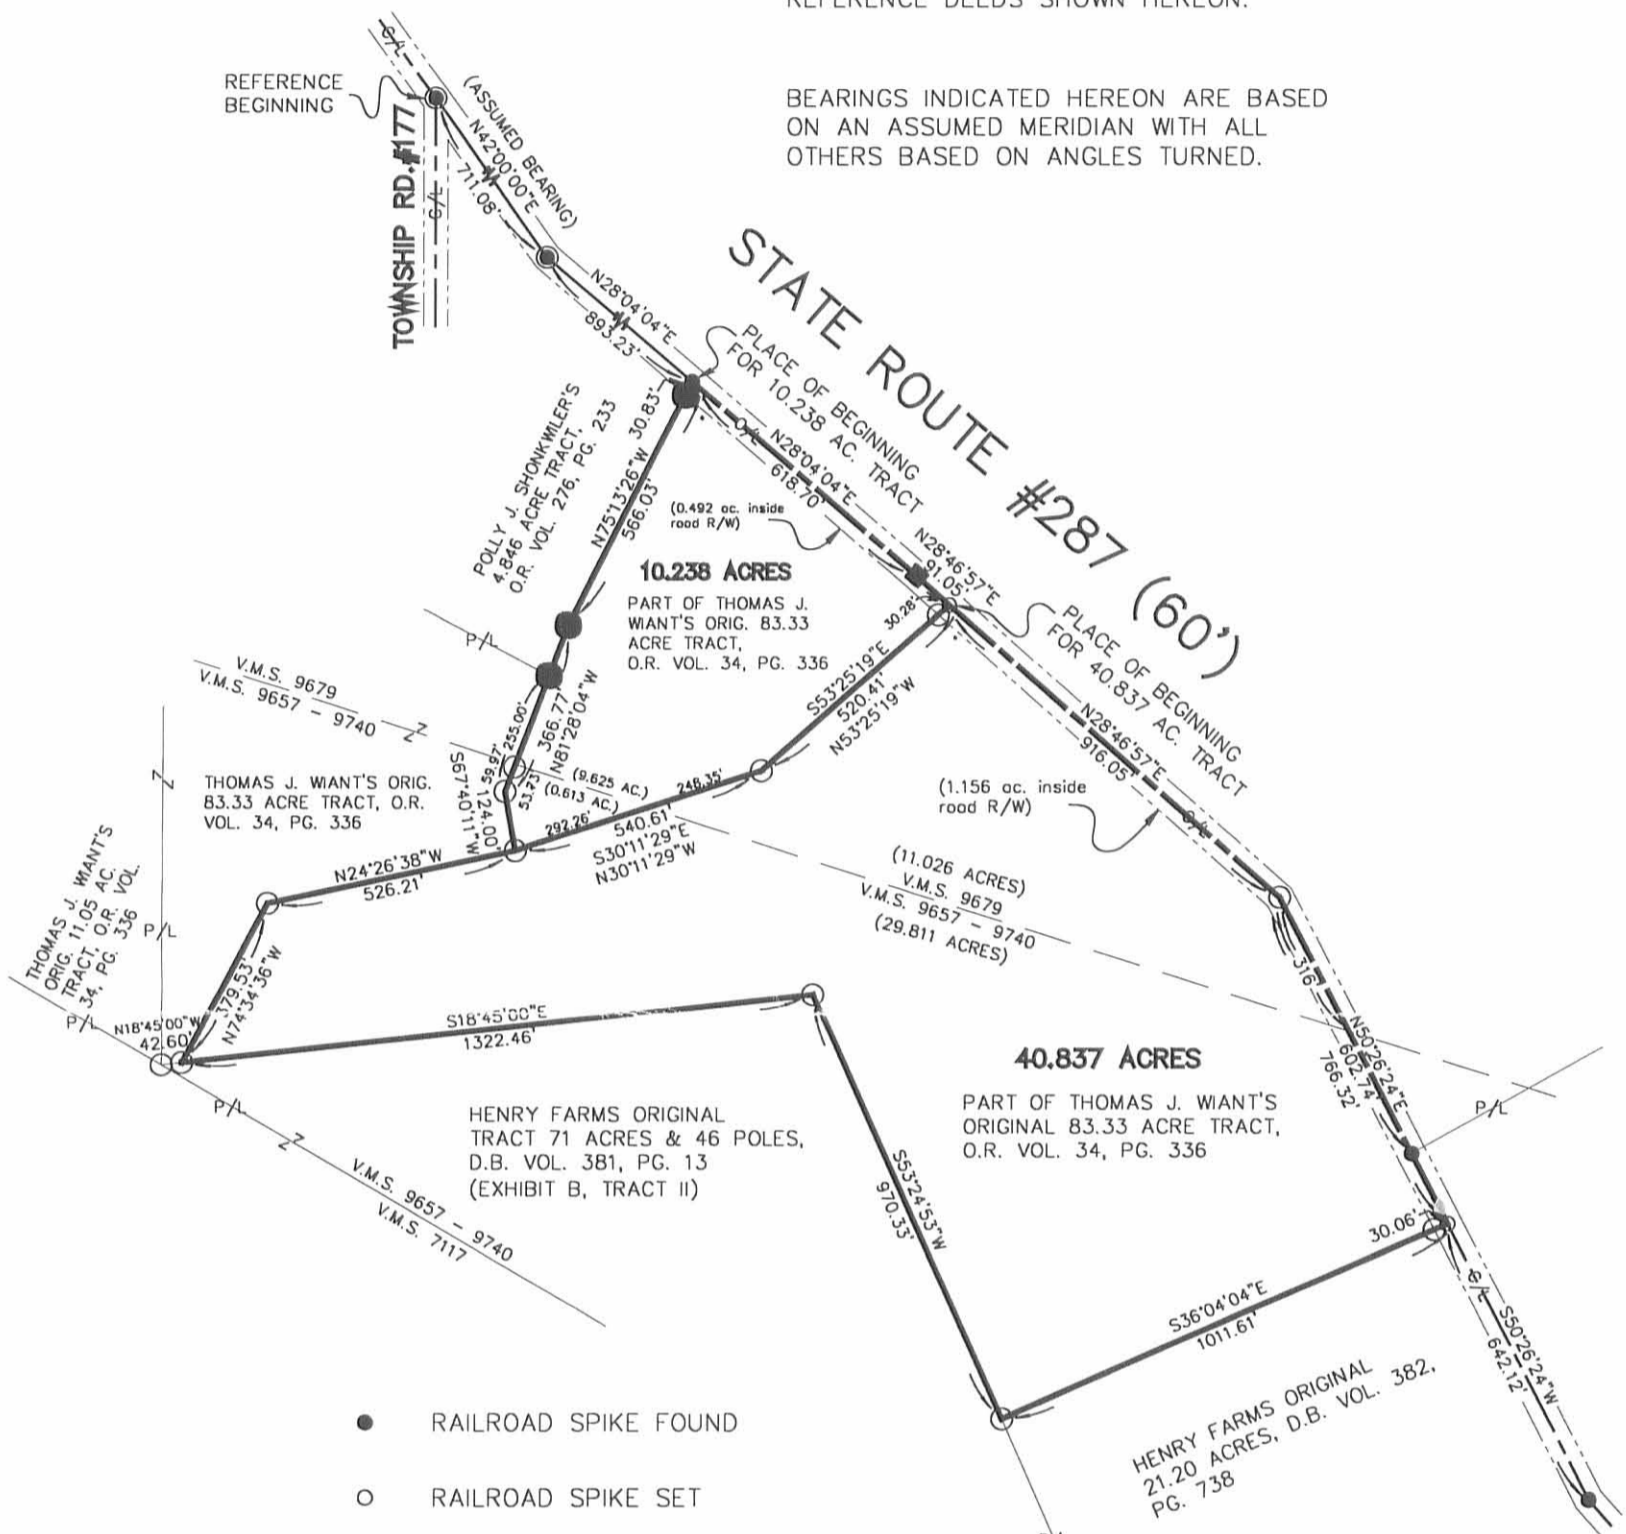 REFERENCE DEEDS SHOWN HEREON.
BEARINGS INDICATED HEREON ARE BASED
ON AN ASSUMED MERIDIAN WITH ALL
OTHERS BASED ON ANGLES TURNED.
REFERENCE
BEGINNING
TOWNSHIP RD.#177
C/L
C/L
(ASSUMED BEARING)
N42°00'00"E
711.08'
N28°04'04"E
893.23'
STATE ROUTE #287 (60')
PLACE OF BEGINNING
FOR 10.238 AC. TRACT
C/L
N28°04'04"E
618.70'
POLLY J. SHONKWILER'S
4.846 ACRE TRACT,
O.R. VOL. 276, PG. 233
30.83'
N75°13'26"W
566.03'
(0.492 ac. inside
road R/W)
10.238 ACRES
PART OF THOMAS J.
WIANT'S ORIG. 83.33
ACRE TRACT,
O.R. VOL. 34, PG. 336
N28°46'57"E
91.05'
30.28'
PLACE OF BEGINNING
FOR 40.837 AC. TRACT
S53°25'19"E
520.41'
N53°25'19"W
N28°46'57"E
916.05'
C/L
P/L
V.M.S. 9679
V.M.S. 9657 - 9740
Z
255.00'
366.77'
N81°28'04"W
59.97'
53.73'
124.00'
S67°40'11"W
(9.625 AC.)
(0.613 AC.)
292.26'
248.35'
540.61'
S30°11'29"E
N30°11'29"W
Z
THOMAS J. WIANT'S ORIG.
83.33 ACRE TRACT, O.R.
VOL. 34, PG. 336
(1.156 ac. inside
road R/W)
(11.026 ACRES)
V.M.S. 9679
V.M.S. 9657 - 9740
(29.811 ACRES)
THOMAS J. WIANT'S
ORIG. 11.05 AC.
TRACT, O.R. VOL.
34, PG. 336
P/L
P/L
N24°26'38"W
526.21'
379.53'
N74°34'36"W
N18°45'00"W
42.60'
S18°45'00"E
1322.46'
316'
N50°26'24"E
602.74'
766.32'
P/L
40.837 ACRES
PART OF THOMAS J. WIANT'S
ORIGINAL 83.33 ACRE TRACT,
O.R. VOL. 34, PG. 336
P/L
Z
HENRY FARMS ORIGINAL
TRACT 71 ACRES & 46 POLES,
D.B. VOL. 381, PG. 13
(EXHIBIT B, TRACT II)
V.M.S. 9657 - 9740
V.M.S. 7117
S53°24'53"W
970.33'
30.06'
S36°04'04"E
1011.61'
C/L
S50°26'24"W
642.12'
HENRY FARMS ORIGINAL
21.20 ACRES, D.B. VOL. 382,
PG. 738
RAILROAD SPIKE FOUND
RAILROAD SPIKE SET